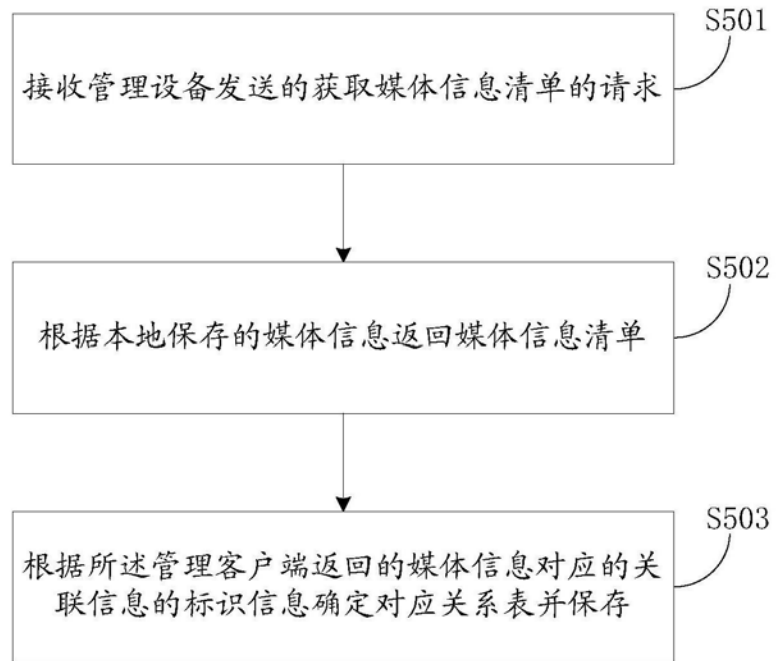 S501
接收管理设备发送的获取媒体信息清单的请求
S502
根据本地保存的媒体信息返回媒体信息清单
S503
根据所述管理客户端返回的媒体信息对应的关
联信息的标识信息确定对应关系表并保存